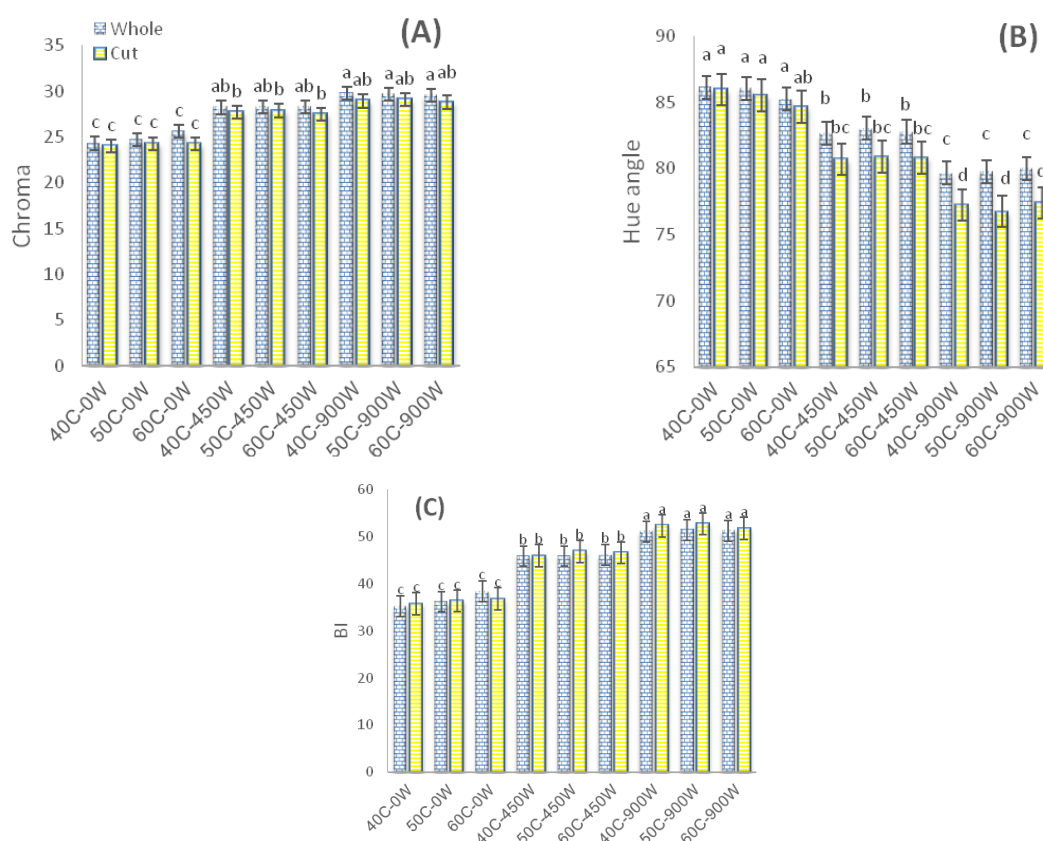 (A)
Whole
Cut
35
30
25
20
15
10
5
0
Chroma
c c c c c c ab b ab b ab b a ab a ab a ab
40C-0W
50C-0W
60C-0W
40C-450W
50C-450W
60C-450W
40C-900W
50C-900W
60C-900W
(B)
90
85
80
75
70
65
Hue angle
a a a a a ab b bc b bc b bc c d c d c d
40C-0W
50C-0W
60C-0W
40C-450W
50C-450W
60C-450W
40C-900W
50C-900W
60C-900W
(C)
60
50
40
30
20
10
0
BI
c c c c c c b b b b b b a a a a a a
40C-0W
50C-0W
60C-0W
40C-450W
50C-450W
60C-450W
40C-900W
50C-900W
60C-900W